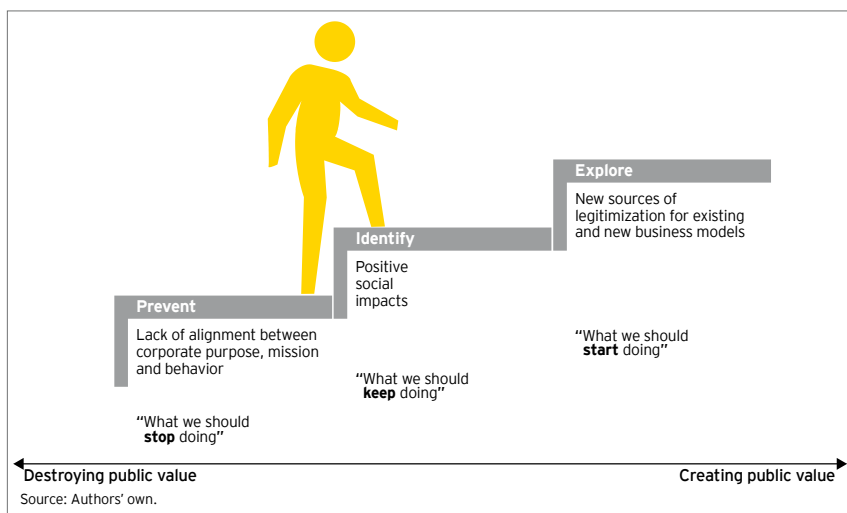 Explore
New sources of
legitimization for existing
and new business models
"What we should
start doing"
Identify
Positive
social
impacts
"What we should
keep doing"
Prevent
Lack of alignment between
corporate purpose, mission
and behavior
"What we should
stop doing"
Destroying public value
Creating public value
Source: Authors' own.